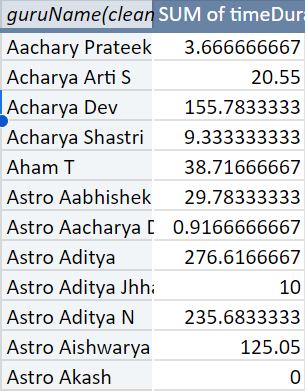 guruName(clean SUM of timeDura
Aachary Prateek 3.666666667
Acharya Arti S 20.55
Acharya Dev 155.7833333
Acharya Shastri 9.333333333
Aham T 38.71666667
Astro Aabhishek 29.78333333
Astro Aacharya D 0.9166666667
Astro Aditya 276.6166667
Astro Aditya Jhha 10
Astro Aditya N 235.6833333
Astro Aishwarya 125.05
Astro Akash 0